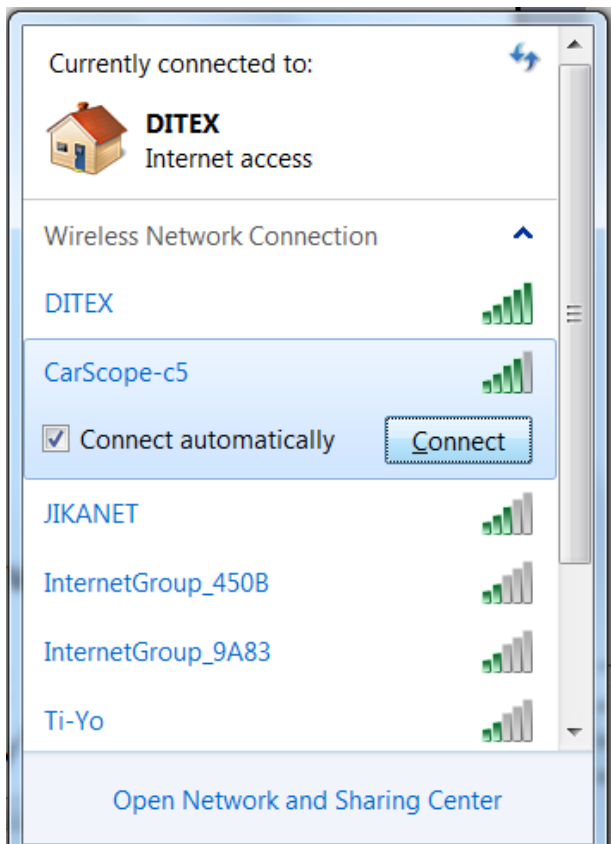 Currently connected to:
DITEX
Internet access
Wireless Network Connection
DITEX
CarScope-c5
Connect automatically Connect
JIKANET
InternetGroup_450B
InternetGroup_9A83
Ti-Yo
Open Network and Sharing Center